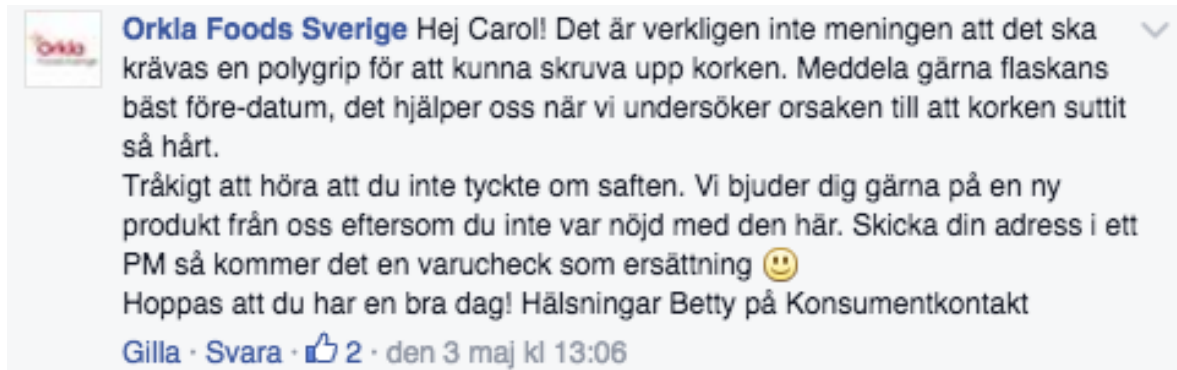 Orkla Foods Sverige Hej Carol! Det är verkligen inte meningen att det ska
krävas en polygrip för att kunna skruva upp korken. Meddela gärna flaskans
bäst före-datum, det hjälper oss när vi undersöker orsaken till att korken suttit
så hårt.
Tråkigt att höra att du inte tyckte om saften. Vi bjuder dig gärna på en ny
produkt från oss eftersom du inte var nöjd med den här. Skicka din adress i ett
PM så kommer det en varucheck som ersättning
Hoppas att du har en bra dag! Hälsningar Betty på Konsumentkontakt
Gilla · Svara · 2 · den 3 maj kl 13:06
Orkla